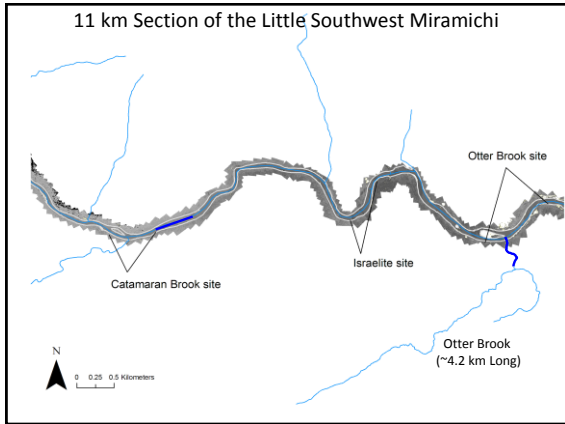 11 km Section of the Little Southwest Miramichi
Otter Brook site
Israelite site
Catamaran Brook site
Otter Brook
(~4.2 km Long)
N
0 0.25 0.5 Kilometers